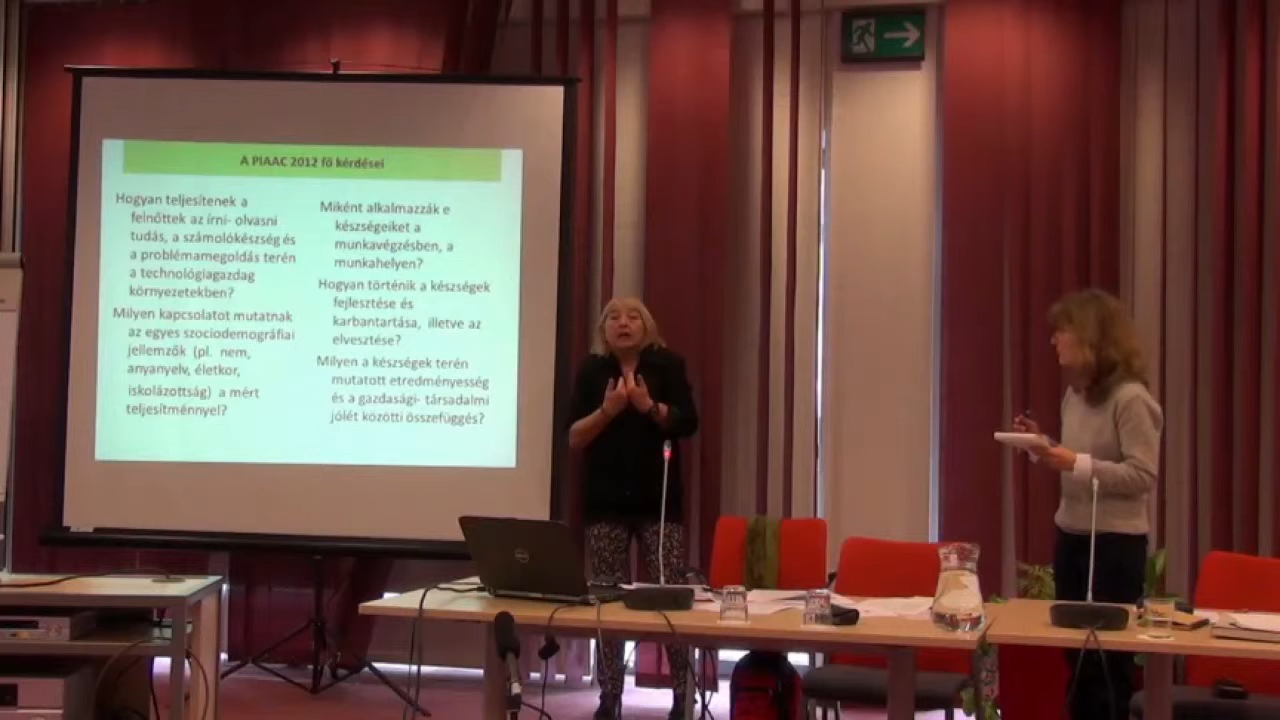 A PIAAC 2012 fő kérdései
Hogyan teljesítenek a
felnőttek az írni- olvasni
tudás, a számolókészség és
a problémamegoldás terén
a technológiagazdag
környezetekben?
Milyen kapcsolatot mutatnak
az egyes szociodemográfiai
jellemzők (pl. nem,
anyanyelv, életkor,
iskolázottság) a mért
teljesítménnyel?
Miként alkalmazzák e
készségeiket a
munkavégzésben, a
munkahelyen?
Hogyan történik a készségek
fejlesztése és
karbantartása, illetve az
elvesztése?
Milyen a készségek terén
mutatott etredményesség
és a gazdasági- társadalmi
jólét közötti összefüggés?
DELL